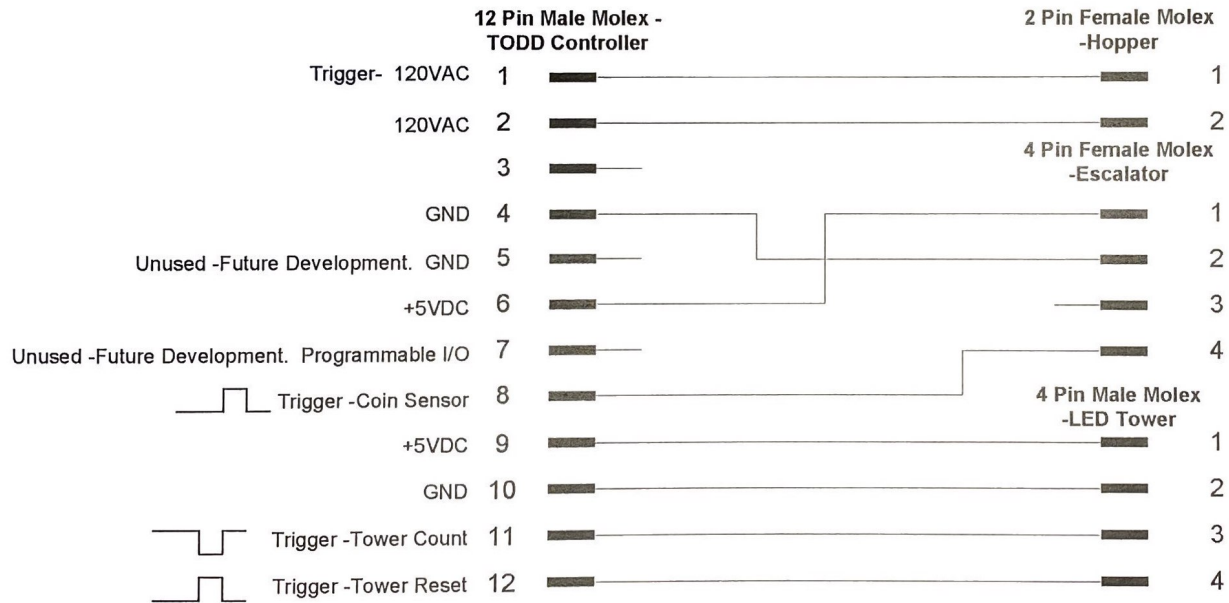 12 Pin Male Molex -
TODD Controller
2 Pin Female Molex
-Hopper
Trigger- 120VAC 1 1
120VAC 2 2
4 Pin Female Molex
-Escalator
3
GND 4 1
Unused -Future Development. GND 5 2
+5VDC 6 3
Unused -Future Development. Programmable I/O 7 4
Trigger -Coin Sensor 8
4 Pin Male Molex
-LED Tower
+5VDC 9 1
GND 10 2
Trigger -Tower Count 11 3
Trigger -Tower Reset 12 4